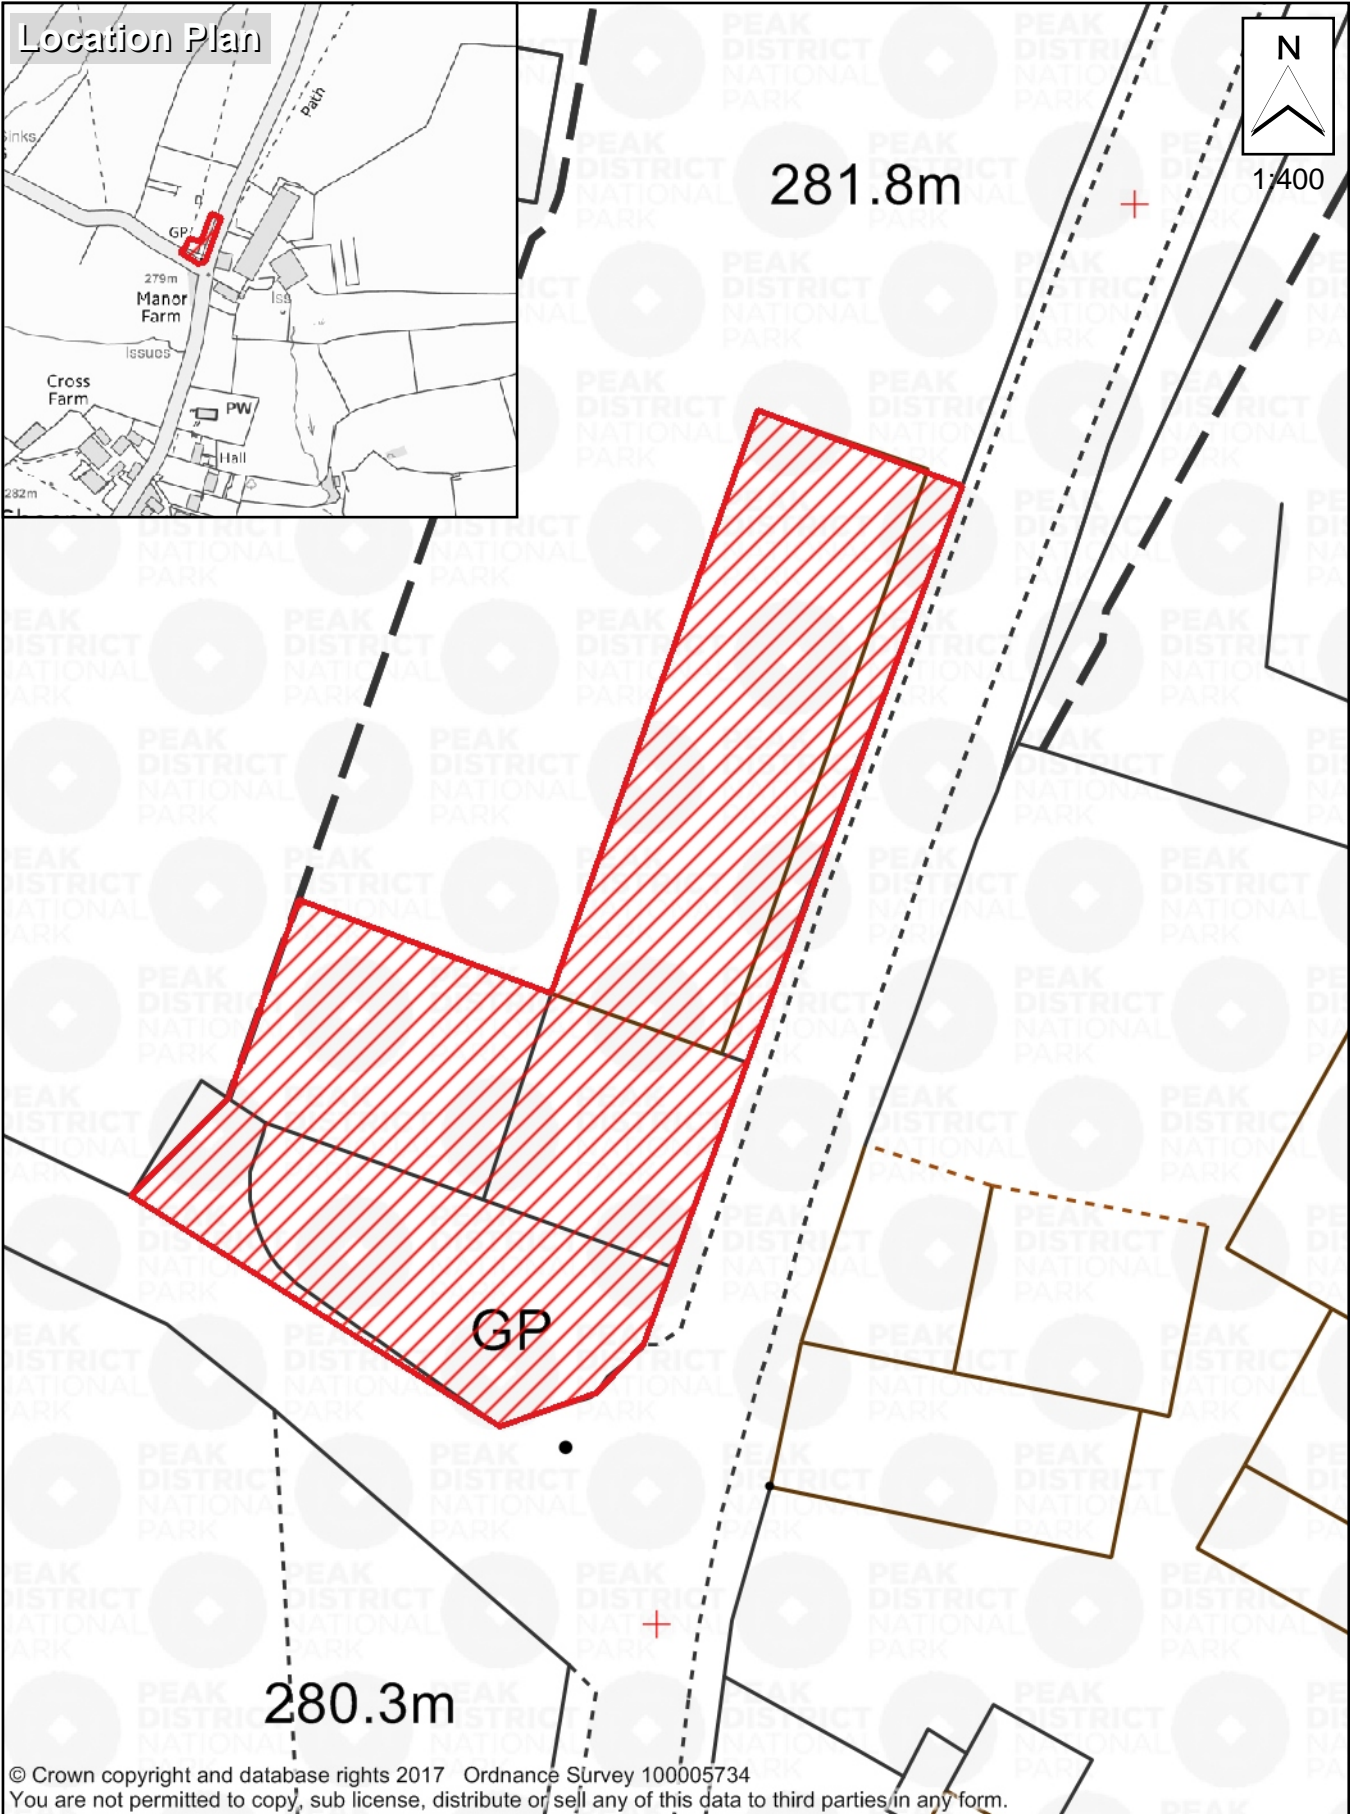 Location Plan
N
1:400
281.8m
Path
GP
279m
Manor
Farm
Iss
Issues
Cross
Farm
PW
Hall
282m
GP
280.3m
PEAK
DISTRICT
NATIONAL
PARK
© Crown copyright and database rights 2017 Ordnance Survey 100005734
You are not permitted to copy, sub license, distribute or sell any of this data to third parties in any form.